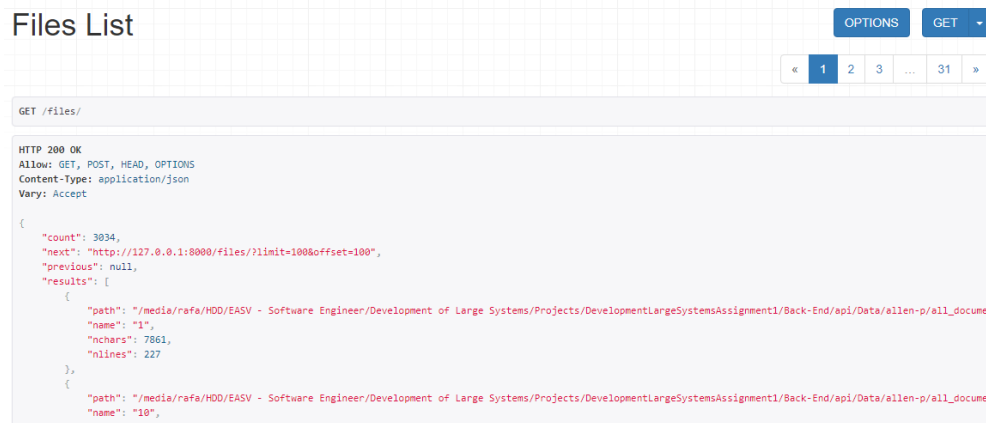 Files List
OPTIONS
GET
« 1 2 3 ... 31 »
GET /files/
HTTP 200 OK
Allow: GET, POST, HEAD, OPTIONS
Content-Type: application/json
Vary: Accept
{
"count": 3034,
"next": "http://127.0.0.1:8000/files/?limit=100&offset=100",
"previous": null,
"results": [
{
"path": "/media/rafa/HDD/EASV - Software Engineer/Development of Large Systems/Projects/DevelopmentLargeSystemsAssignment1/Back-End/api/Data/allen-p/all_docume
"name": "1",
"nchars": 7861,
"nlines": 227
},
{
"path": "/media/rafa/HDD/EASV - Software Engineer/Development of Large Systems/Projects/DevelopmentLargeSystemsAssignment1/Back-End/api/Data/allen-p/all_docume
"name": "10",